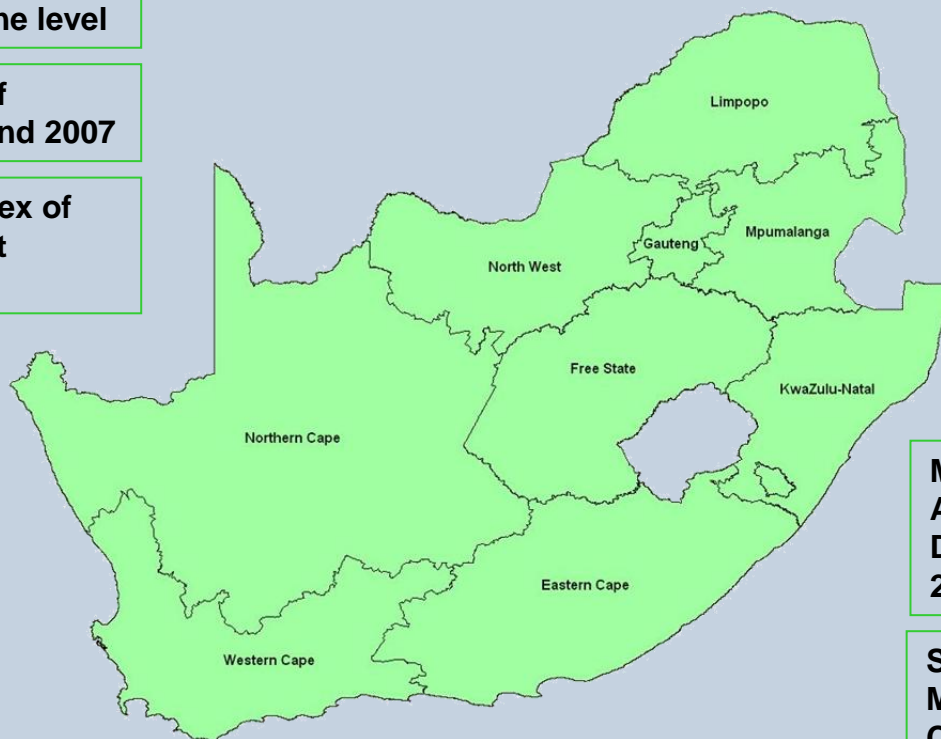 ne level
f
nd 2007
ex of
t
Limpopo
Mpumalanga
Gauteng
North West
Free State
KwaZulu-Natal
Northern Cape
M
A
D
2
Eastern Cape
S
M
Western Cape